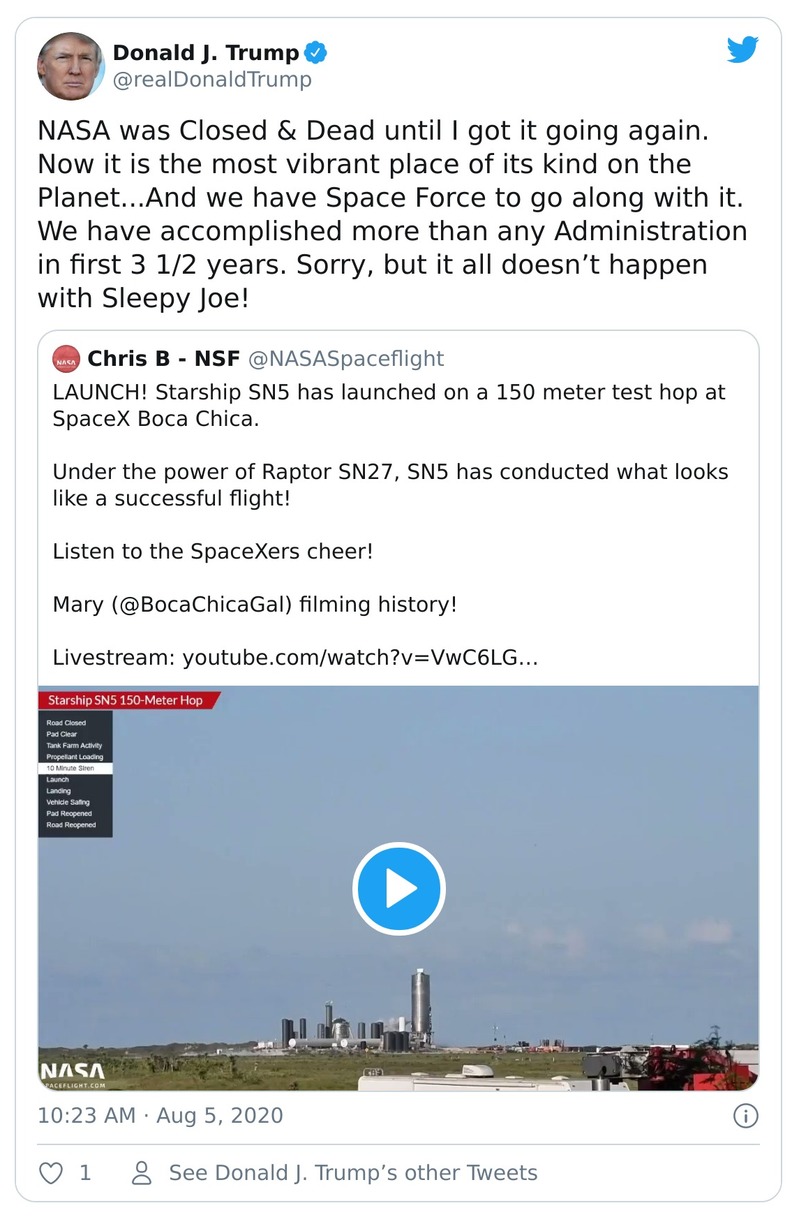 Donald J. Trump
@realDonaldTrump
NASA was Closed & Dead until I got it going again.
Now it is the most vibrant place of its kind on the
Planet...And we have Space Force to go along with it.
We have accomplished more than any Administration
in first 3 1/2 years. Sorry, but it all doesn’t happen
with Sleepy Joe!
NASA
Chris B - NSF @NASASpaceflight
LAUNCH! Starship SN5 has launched on a 150 meter test hop at
SpaceX Boca Chica.
Under the power of Raptor SN27, SN5 has conducted what looks
like a successful flight!
Listen to the SpaceXers cheer!
Mary (@BocaChicaGal) filming history!
Livestream: youtube.com/watch?v=VwC6LG...
Starship SN5 150-Meter Hop
Road Closed
Pad Clear
Tank Farm Activity
Propellant Loading
10 Minute Siren
Launch
Landing
Vehicle Safing
Pad Reopened
Road Reopened
NASA
SPACEFLIGHT.COM
10:23 AM · Aug 5, 2020
1
See Donald J. Trump’s other Tweets